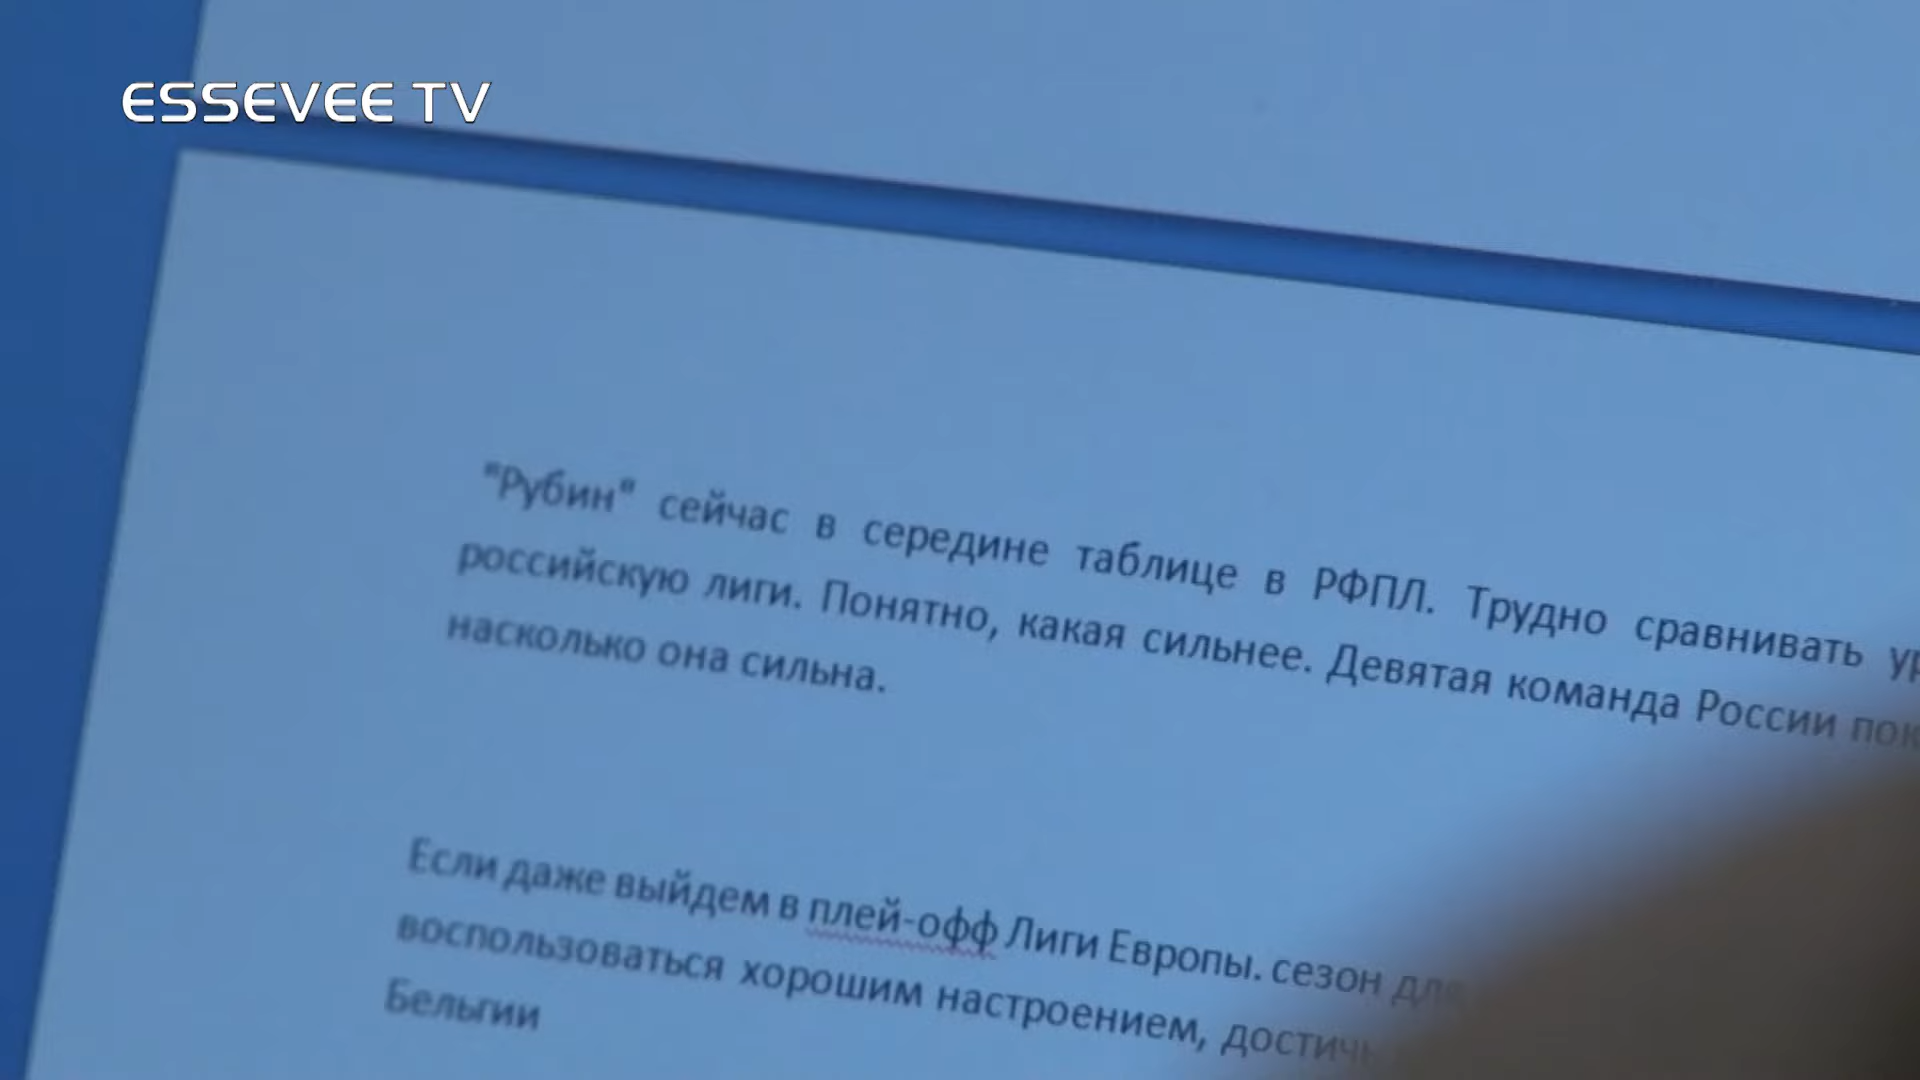 ESSEVEE TV
"Рубин" сейчас в середине таблице в РФПЛ. Трудно сравнивать
российскую лиги. Понятно, какая сильнее. Девятая команда России
насколько она сильна.
Если даже выйдем в плей-офф Лиги Европы. сезон для
воспользоваться хорошим настроением,
Бельгии